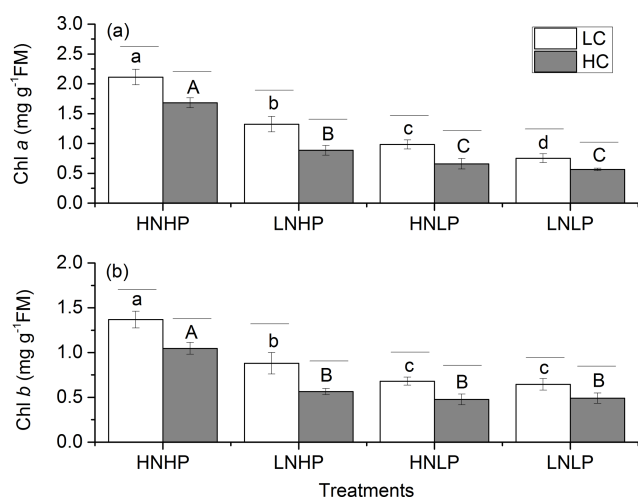 (a)
LC
HC
Chl a (mg g⁻¹FM)
3.0
2.5
2.0
1.5
1.0
0.5
0.0
a
A
b
B
c
C
d
C
HNHP LNHP HNLP LNLP
(b)
Chl b (mg g⁻¹FM)
2.0
1.5
1.0
0.5
0.0
a
A
b
B
c
B
c
B
HNHP LNHP HNLP LNLP
Treatments